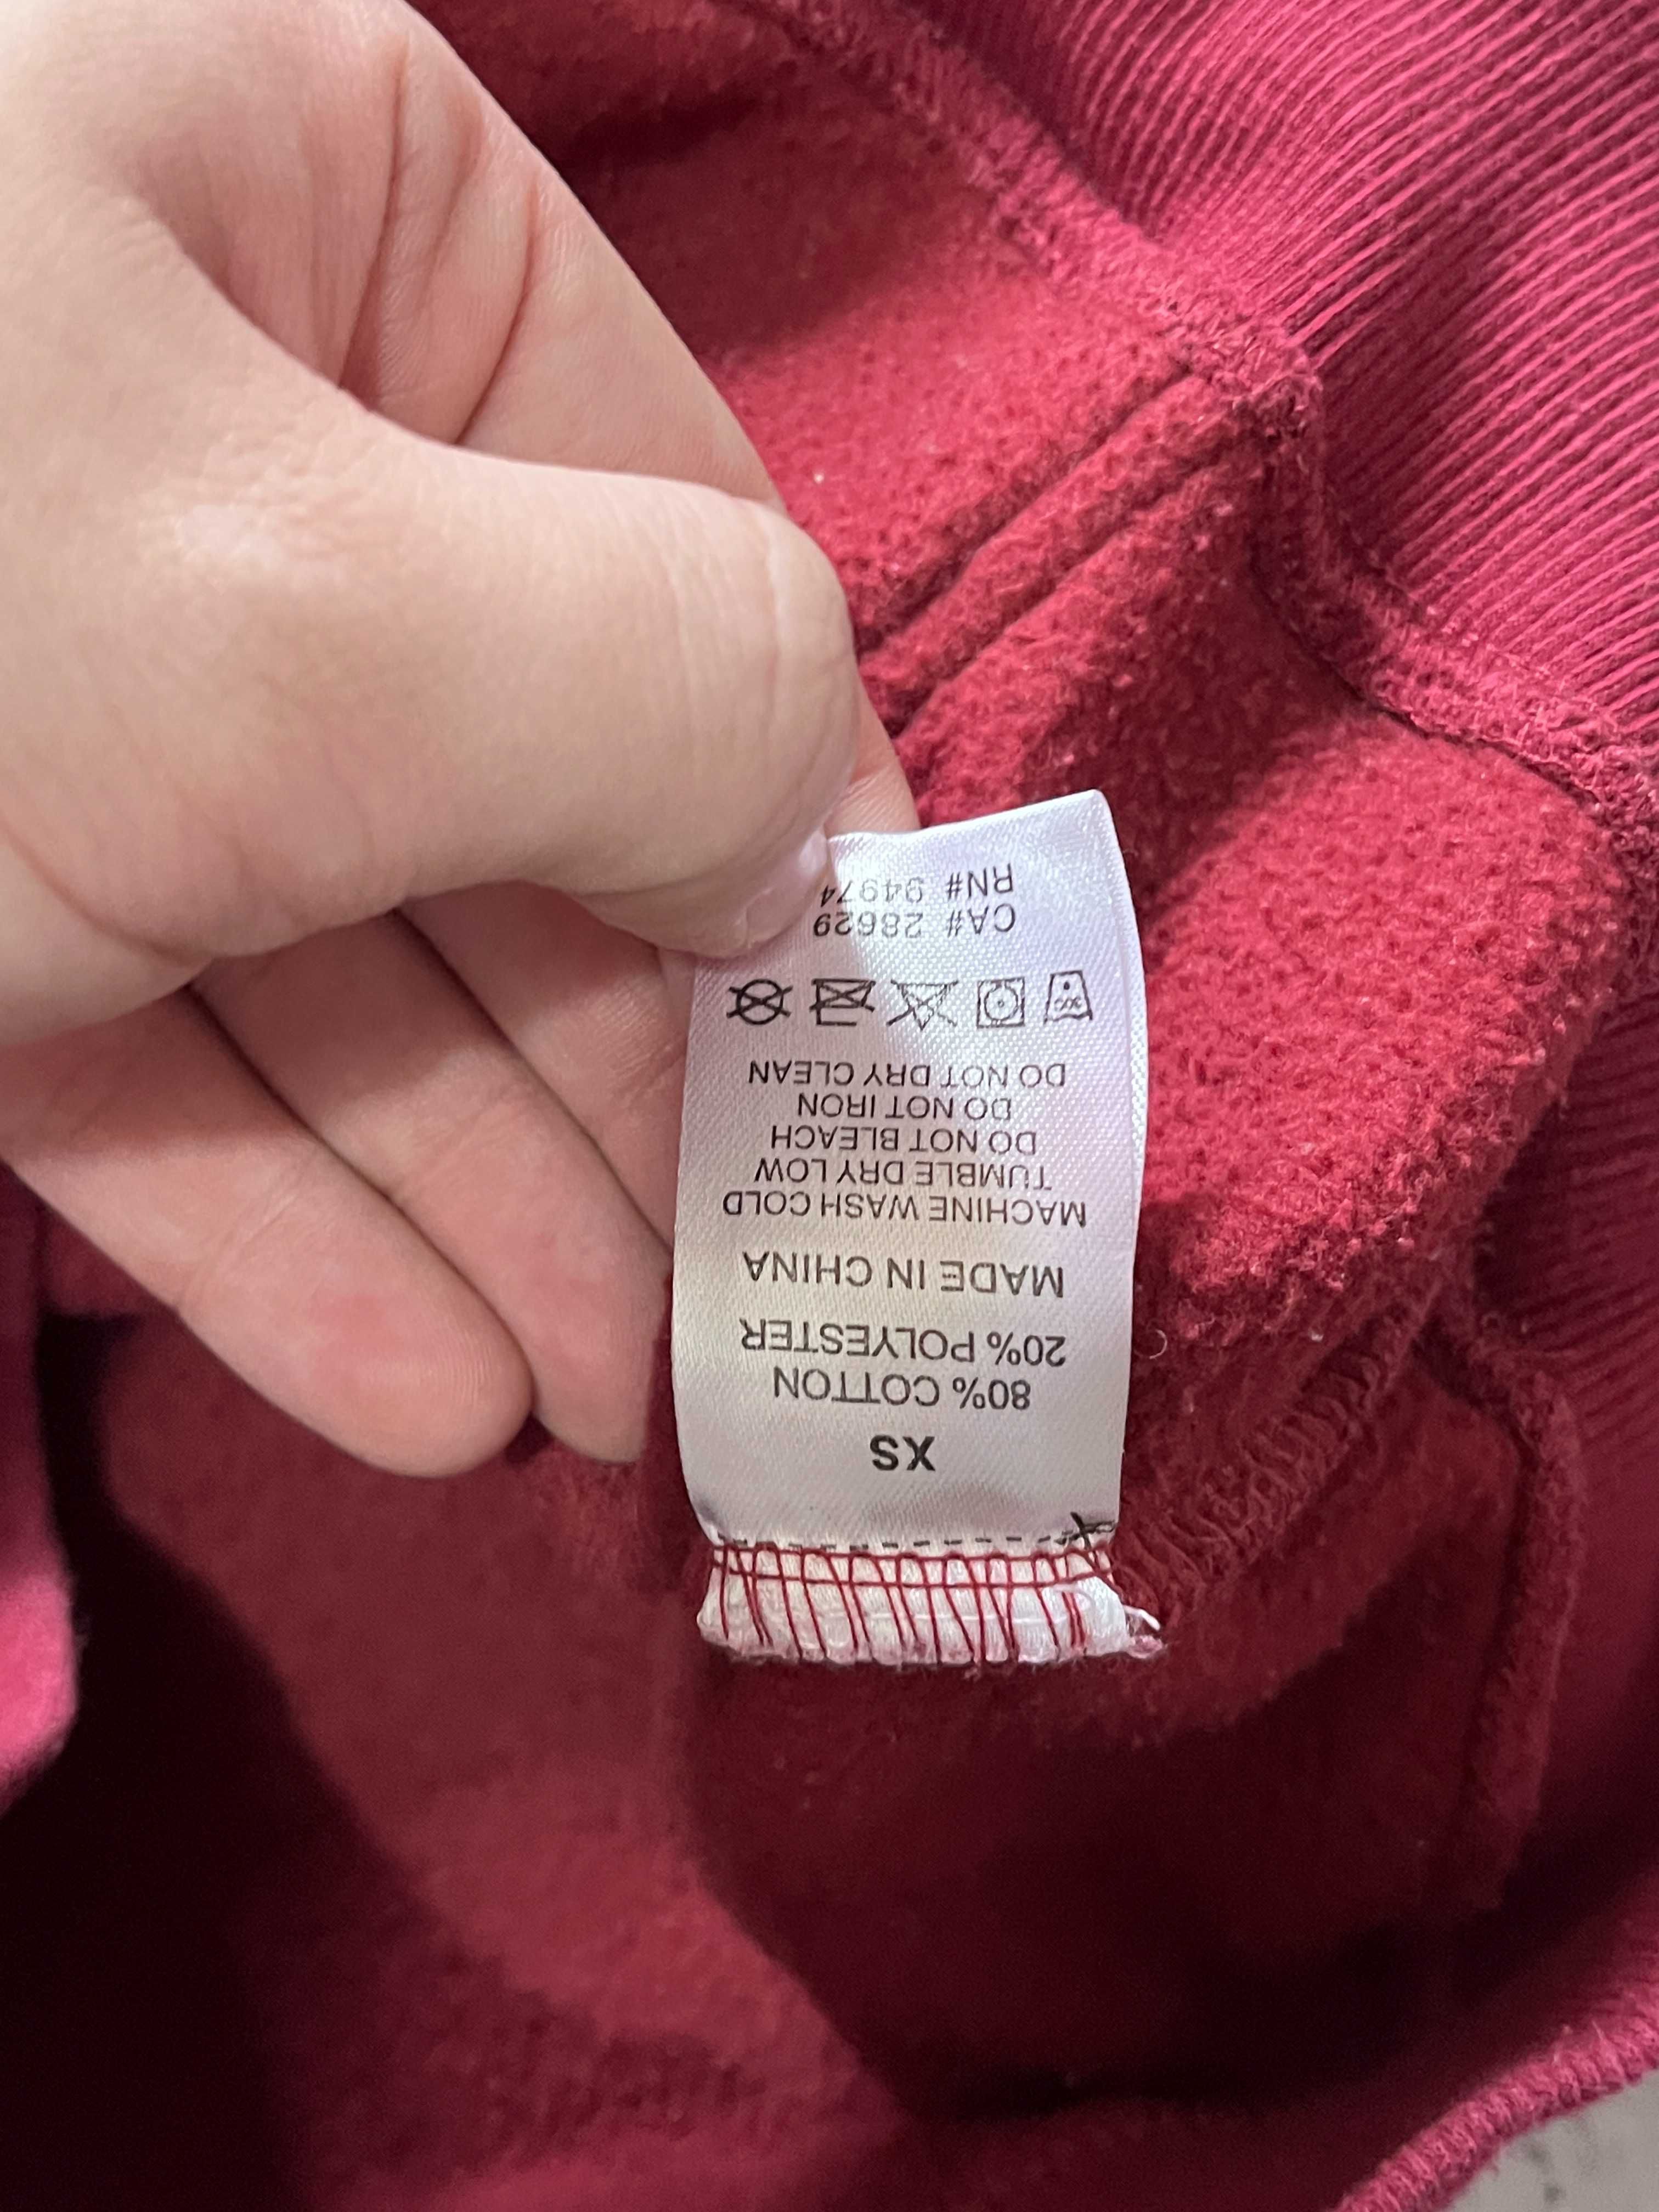 XS
80% COTTON
20% POLYESTER
MADE IN CHINA
MACHINE WASH COLD
TUMBLE DRY LOW
DO NOT BLEACH
DO NOT IRON
DO NOT DRY CLEAN
30C
CA# 28629
RN# 94974